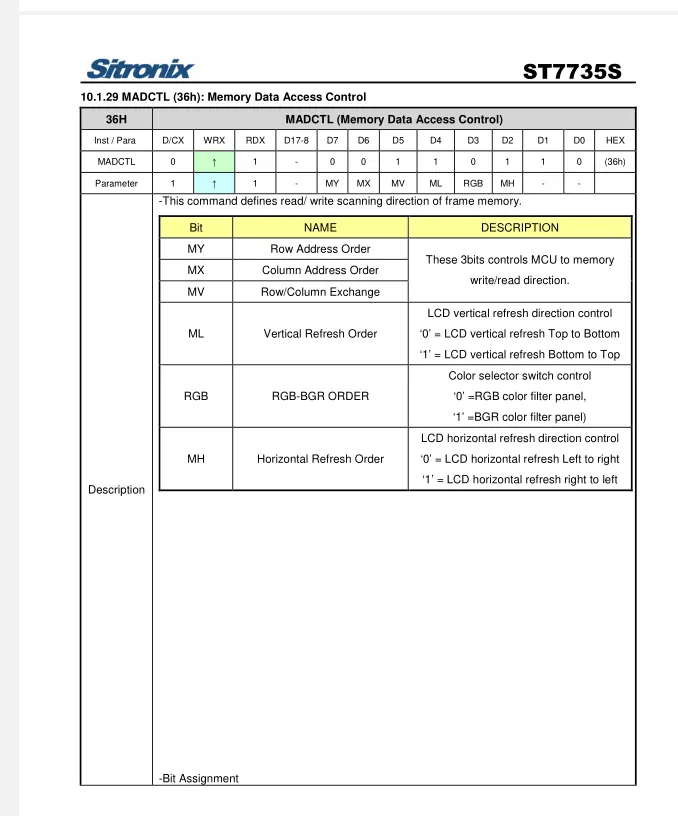 Sitronix
ST7735S
10.1.29 MADCTL (36h): Memory Data Access Control
36H MADCTL (Memory Data Access Control)
Inst / Para D/CX WRX RDX D17-8 D7 D6 D5 D4 D3 D2 D1 D0 HEX
MADCTL 0 ↑ 1 - 0 0 1 1 0 1 1 0 (36h)
Parameter 1 ↑ 1 - MY MX MV ML RGB MH - -
-This command defines read/ write scanning direction of frame memory.
Bit NAME DESCRIPTION
MY Row Address Order
MX Column Address Order
MV Row/Column Exchange
These 3bits controls MCU to memory
write/read direction.
ML Vertical Refresh Order
LCD vertical refresh direction control
‘0’ = LCD vertical refresh Top to Bottom
‘1’ = LCD vertical refresh Bottom to Top
RGB RGB-BGR ORDER
Color selector switch control
‘0’ =RGB color filter panel,
‘1’ =BGR color filter panel)
MH Horizontal Refresh Order
LCD horizontal refresh direction control
‘0’ = LCD horizontal refresh Left to right
‘1’ = LCD horizontal refresh right to left
Description
-Bit Assignment